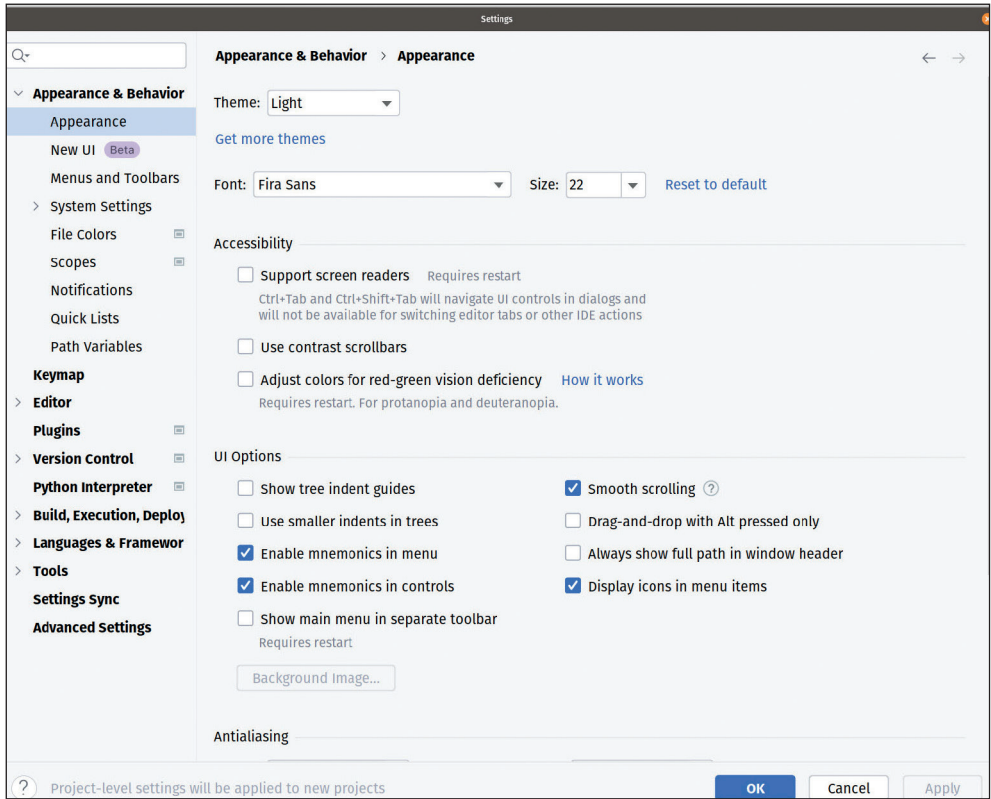 Settings
Appearance & Behavior > Appearance
Appearance & Behavior
Appearance
New UI Beta
Menus and Toolbars
System Settings
File Colors
Scopes
Notifications
Quick Lists
Path Variables
Keymap
Editor
Plugins
Version Control
Python Interpreter
Build, Execution, Deploy
Languages & Framewor
Tools
Settings Sync
Advanced Settings
Theme: Light
Get more themes
Font: Fira Sans Size: 22 Reset to default
Accessibility
Support screen readers Requires restart
Ctrl+Tab and Ctrl+Shift+Tab will navigate UI controls in dialogs and
will not be available for switching editor tabs or other IDE actions
Use contrast scrollbars
Adjust colors for red-green vision deficiency How it works
Requires restart. For protanopia and deuteranopia.
UI Options
Show tree indent guides
Smooth scrolling ?
Use smaller indents in trees
Drag-and-drop with Alt pressed only
Enable mnemonics in menu
Always show full path in window header
Enable mnemonics in controls
Display icons in menu items
Show main menu in separate toolbar
Requires restart
Background Image...
Antialiasing
? Project-level settings will be applied to new projects
OK Cancel Apply